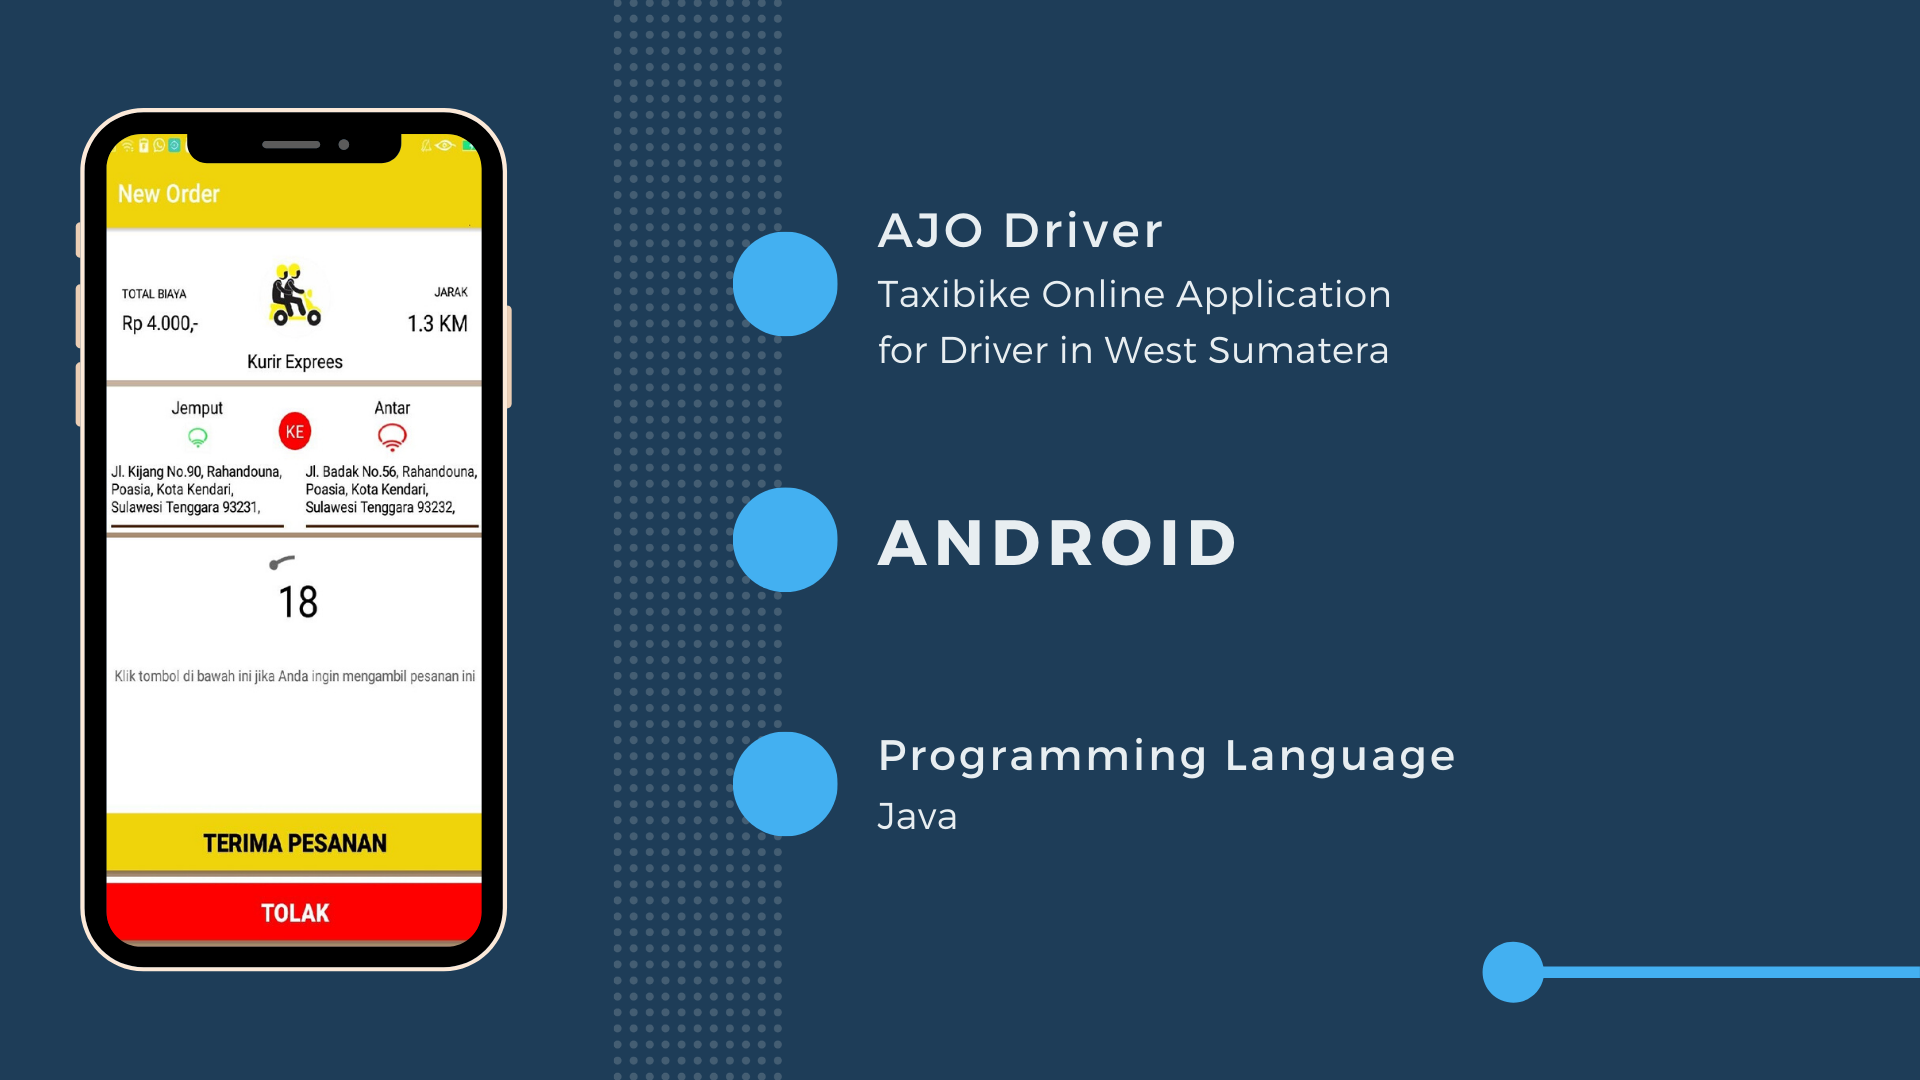 New Order
TOTAL BIAYA
JARAK
Rp 4.000,-
1.3 KM
Kurir Exprees
Jemput
KE
Antar
Jl. Kijang No.90, Rahandouna,
Poasia, Kota Kendari,
Sulawesi Tenggara 93231,
Jl. Badak No.56, Rahandouna,
Poasia, Kota Kendari,
Sulawesi Tenggara 93232,
18
Klik tombol di bawah ini jika Anda ingin mengambil pesanan ini
TERIMA PESANAN
TOLAK
AJO Driver
Taxibike Online Application
for Driver in West Sumatera
ANDROID
Programming Language
Java